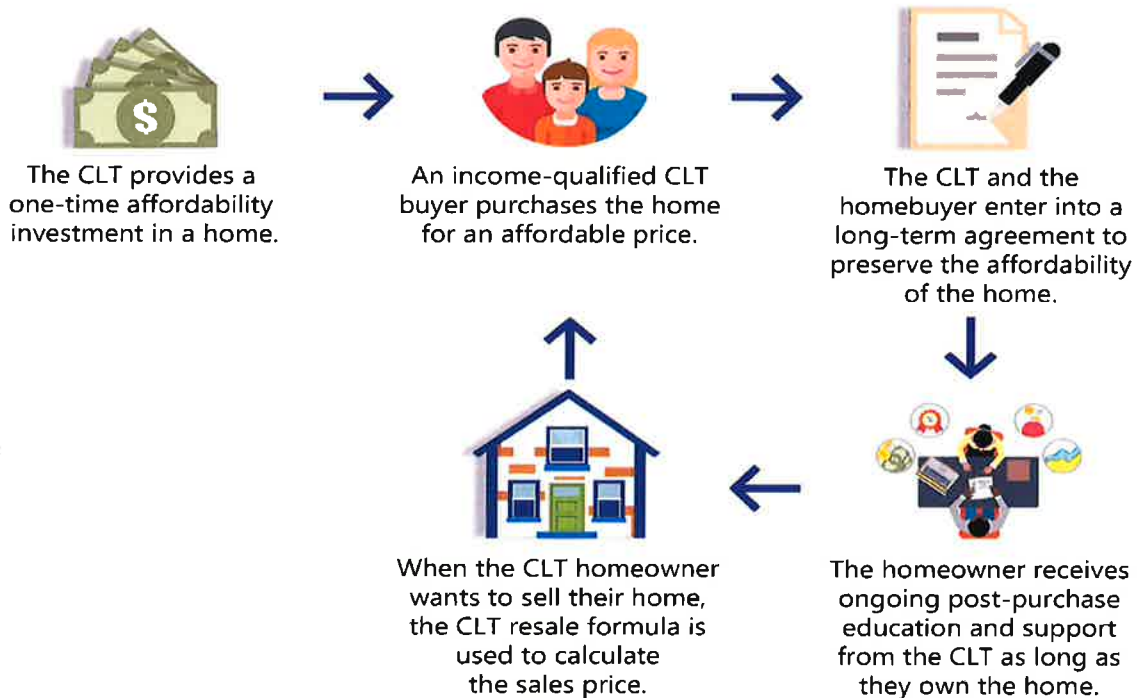 $
The CLT provides a
one-time affordability
investment in a home.
An income-qualified CLT
buyer purchases the home
for an affordable price.
The CLT and the
homebuyer enter into a
long-term agreement to
preserve the affordability
of the home.
The homeowner receives
ongoing post-purchase
education and support
from the CLT as long as
they own the home.
When the CLT homeowner
wants to sell their home,
the CLT resale formula is
used to calculate
the sales price.